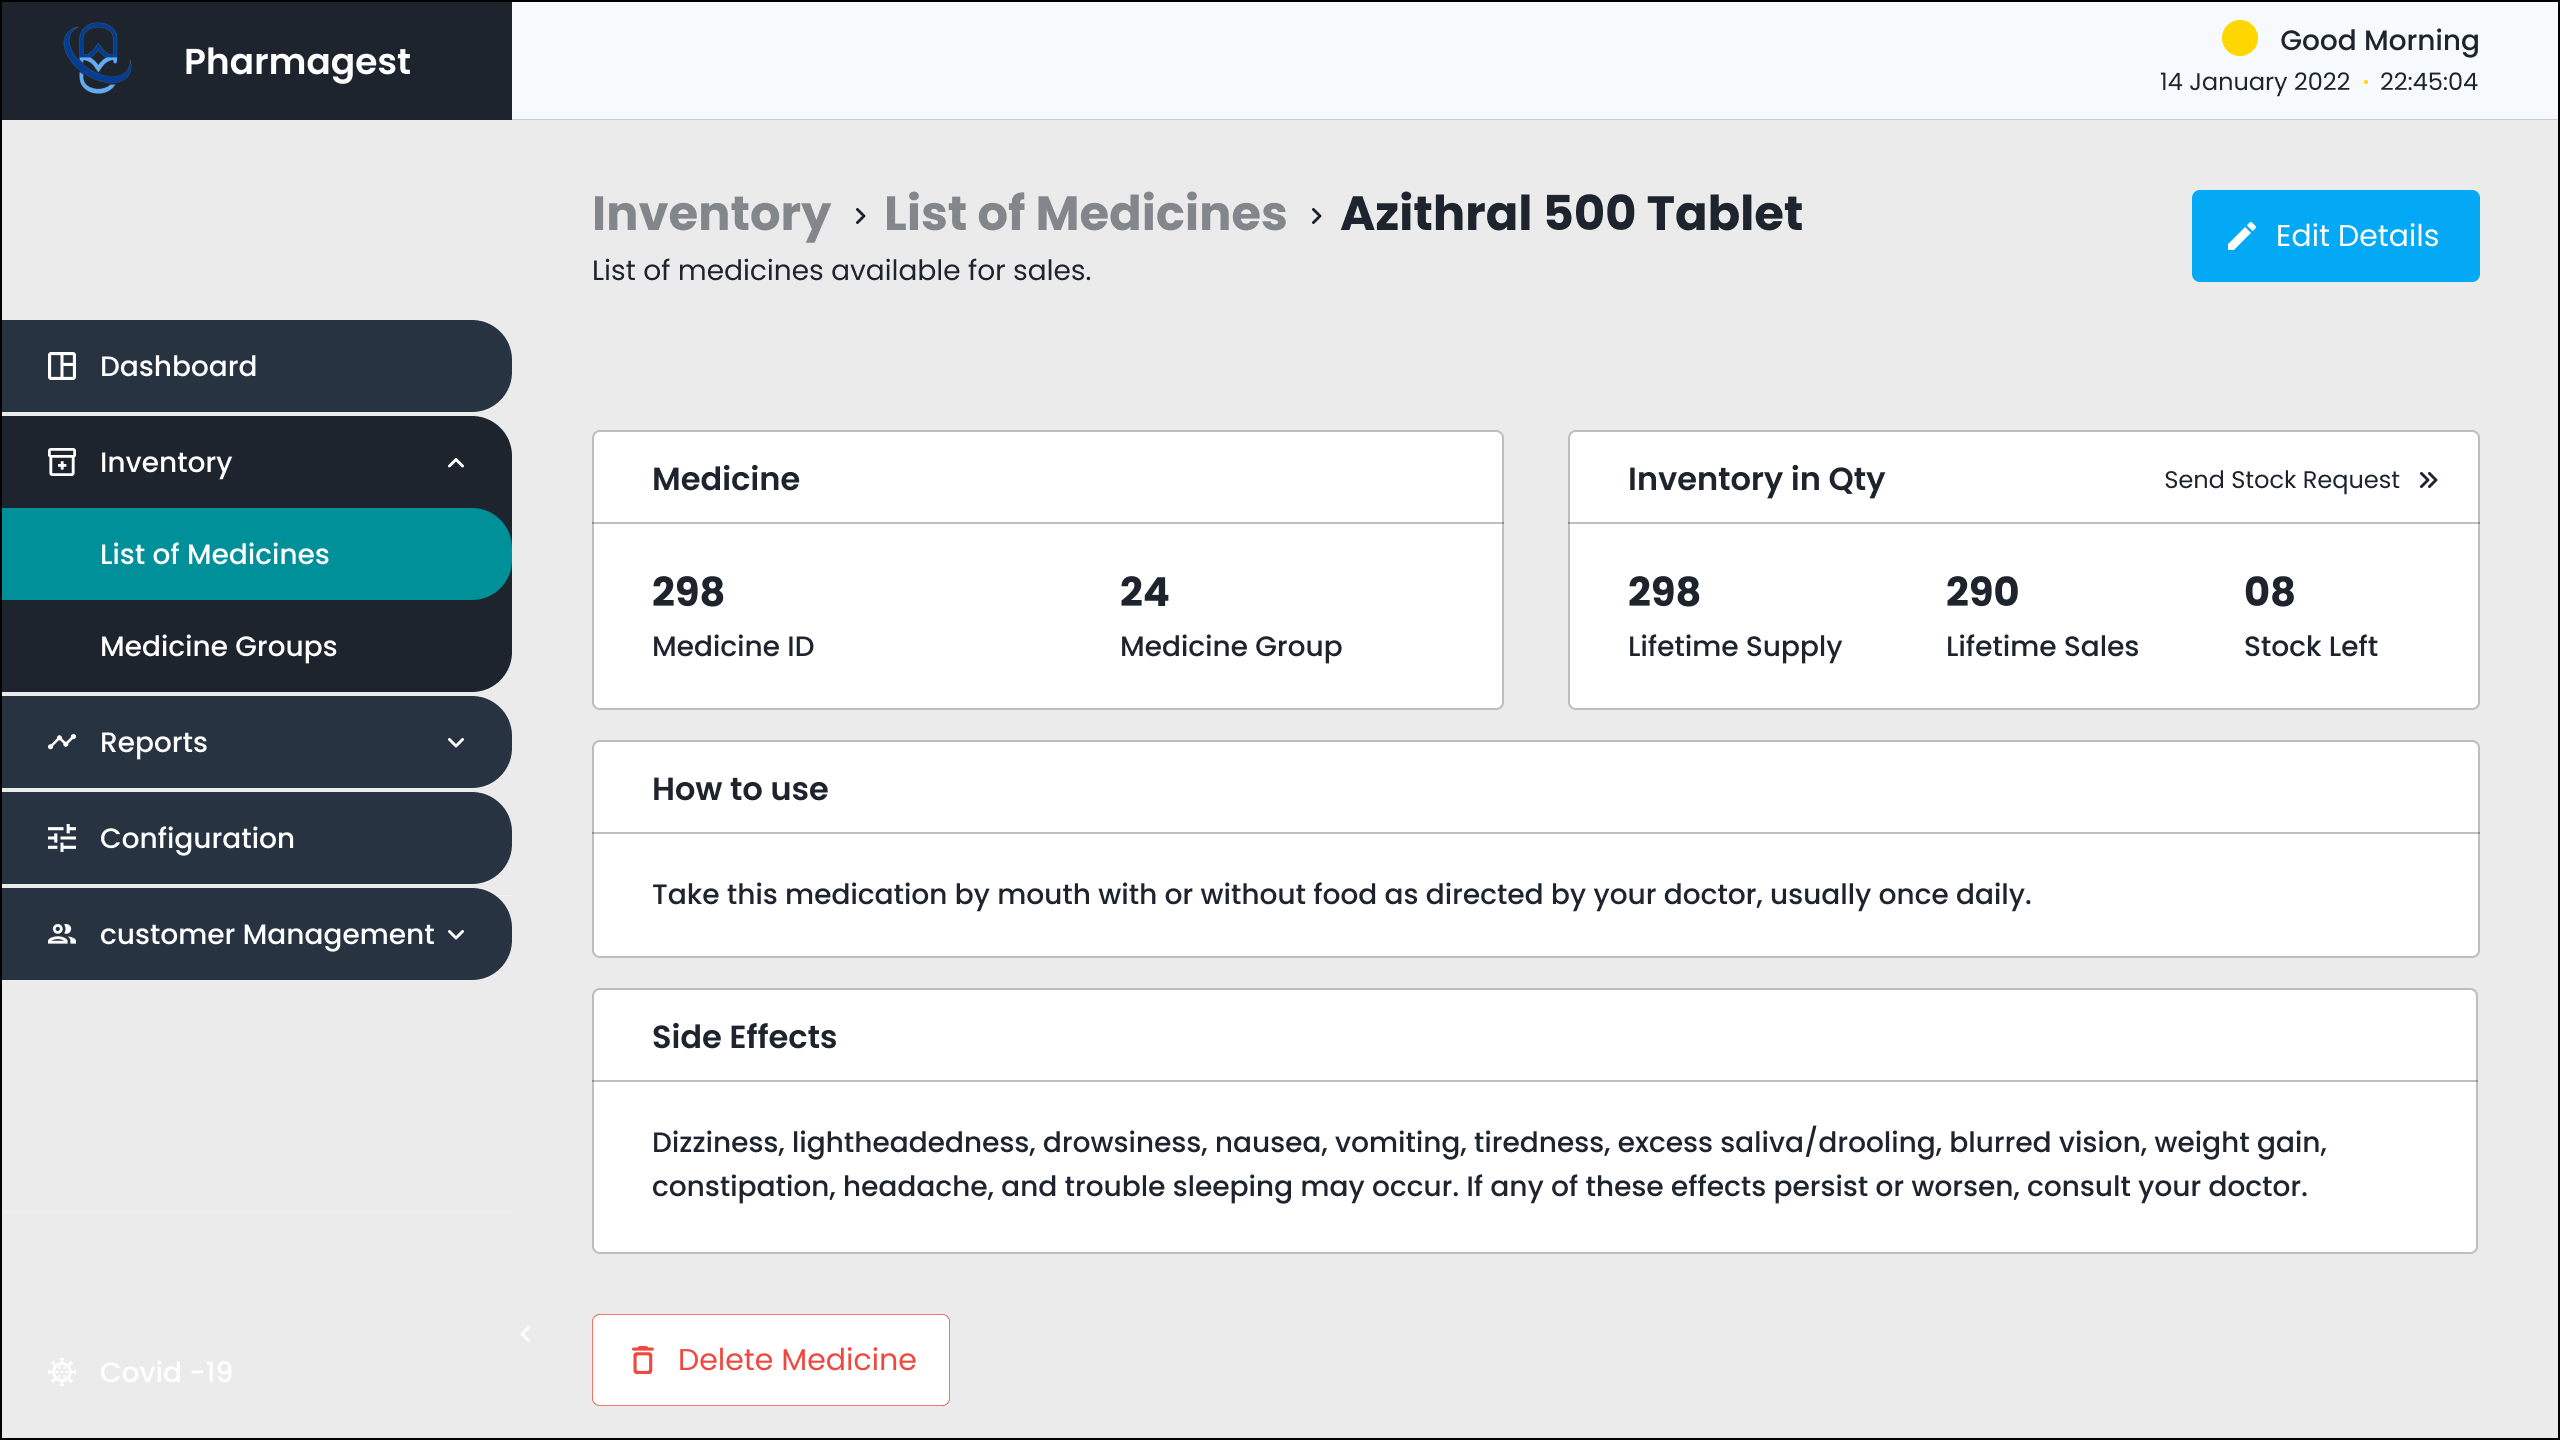 Pharmagest
Good Morning
14 January 2022 · 22:45:04
Inventory › List of Medicines › Azithral 500 Tablet
List of medicines available for sales.
Edit Details
Dashboard
Inventory
List of Medicines
Medicine Groups
Reports
Configuration
customer Management
Covid -19
Medicine
298
Medicine ID
24
Medicine Group
Inventory in Qty
Send Stock Request »
298
Lifetime Supply
290
Lifetime Sales
08
Stock Left
How to use
Take this medication by mouth with or without food as directed by your doctor, usually once daily.
Side Effects
Dizziness, lightheadedness, drowsiness, nausea, vomiting, tiredness, excess saliva/drooling, blurred vision, weight gain,
constipation, headache, and trouble sleeping may occur. If any of these effects persist or worsen, consult your doctor.
Delete Medicine